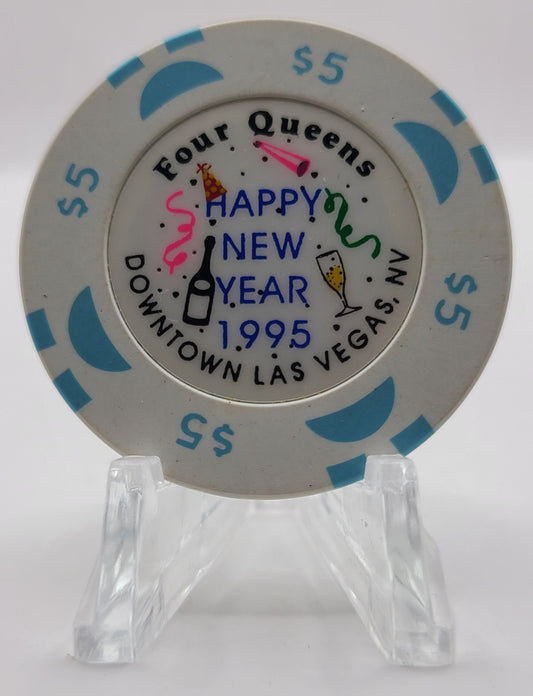 Four Queens
HAPPY
NEW
YEAR
1995
DOWNTOWN LAS VEGAS, NV
$5
$5
$5
$5